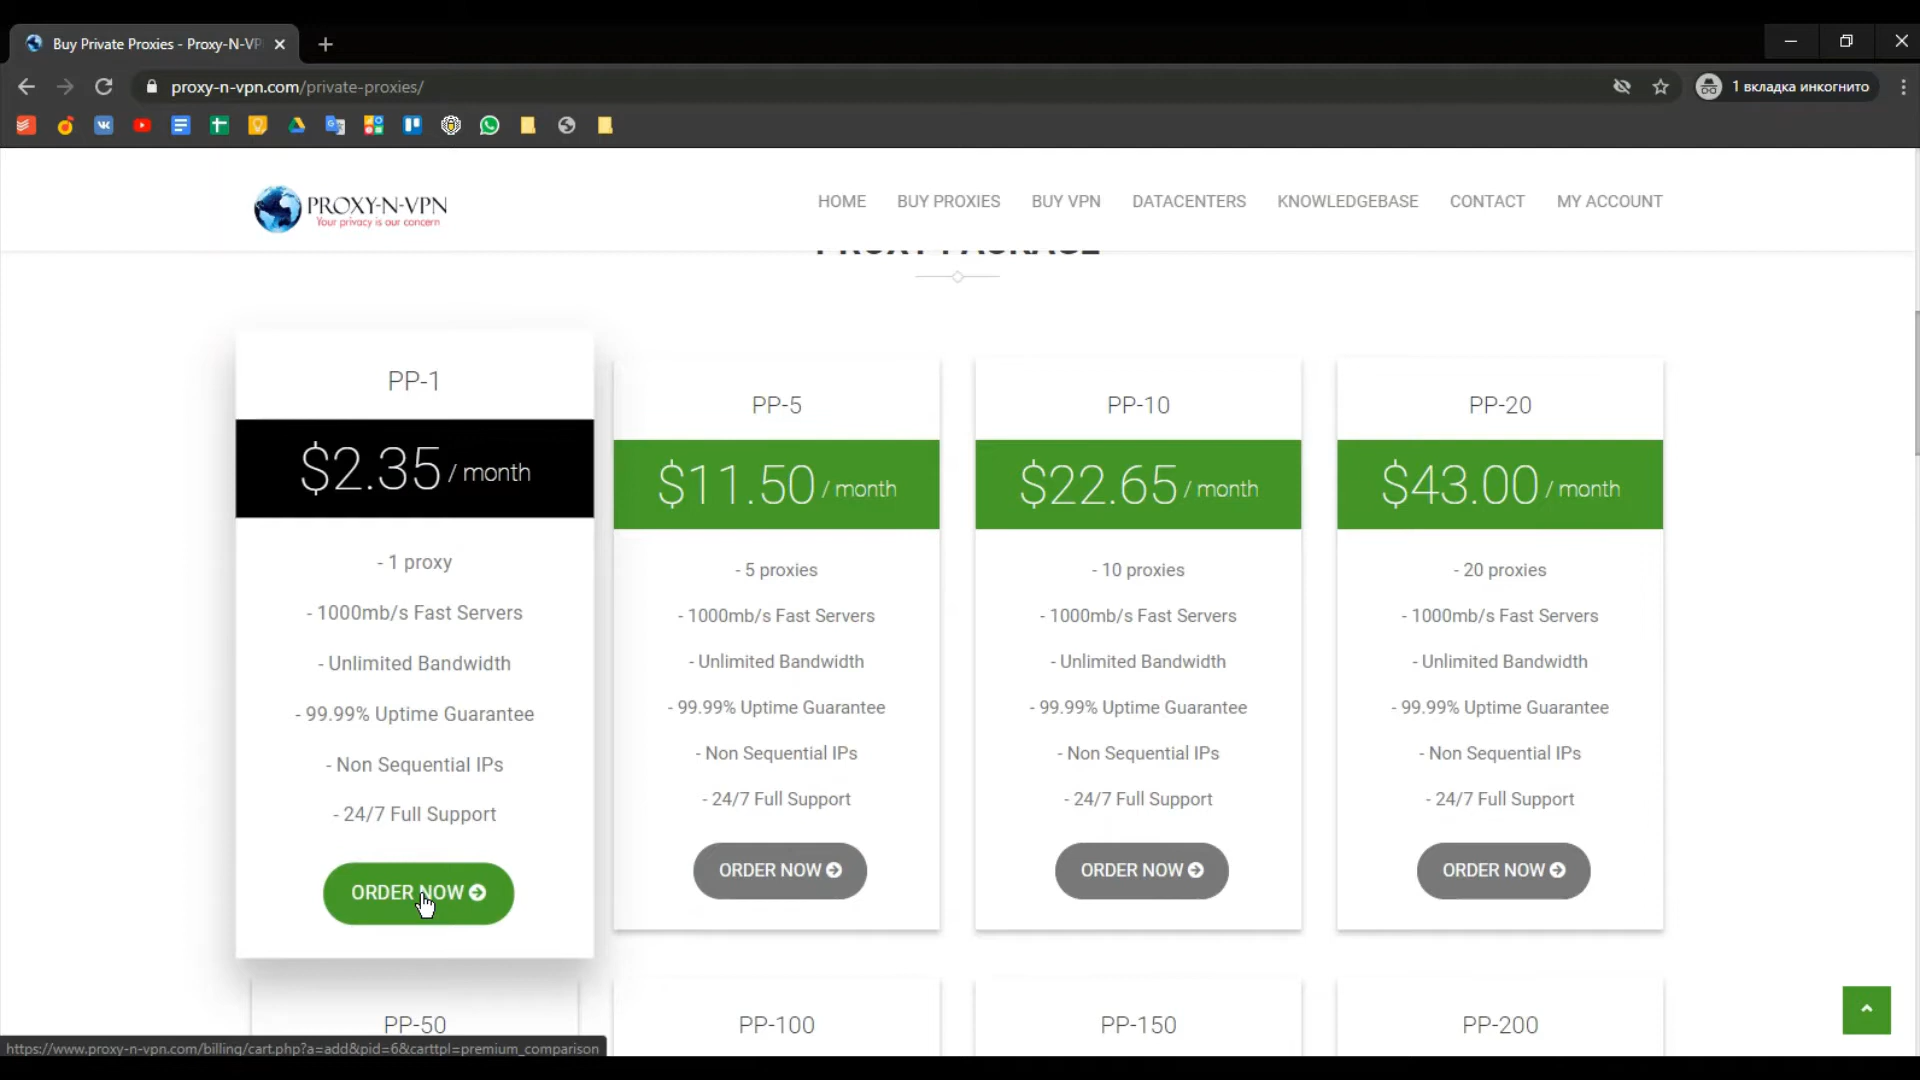 Buy Private Proxies - Proxy-N-VP
proxy-n-vpn.com/private-proxies/
1 вкладка инкогнито
PROXY-N-VPN
Your privacy is our concern
HOME
BUY PROXIES
BUY VPN
DATACENTERS
KNOWLEDGEBASE
CONTACT
MY ACCOUNT
PROXY PACKAGE
PP-1
$2.35 / month
- 1 proxy
- 1000mb/s Fast Servers
- Unlimited Bandwidth
- 99.99% Uptime Guarantee
- Non Sequential IPs
- 24/7 Full Support
ORDER NOW
PP-5
$11.50 / month
- 5 proxies
- 1000mb/s Fast Servers
- Unlimited Bandwidth
- 99.99% Uptime Guarantee
- Non Sequential IPs
- 24/7 Full Support
ORDER NOW
PP-10
$22.65 / month
- 10 proxies
- 1000mb/s Fast Servers
- Unlimited Bandwidth
- 99.99% Uptime Guarantee
- Non Sequential IPs
- 24/7 Full Support
ORDER NOW
PP-20
$43.00 / month
- 20 proxies
- 1000mb/s Fast Servers
- Unlimited Bandwidth
- 99.99% Uptime Guarantee
- Non Sequential IPs
- 24/7 Full Support
ORDER NOW
PP-50
PP-100
PP-150
PP-200
https://www.proxy-n-vpn.com/billing/cart.php?a=add&pid=6&carttpl=premium_comparison